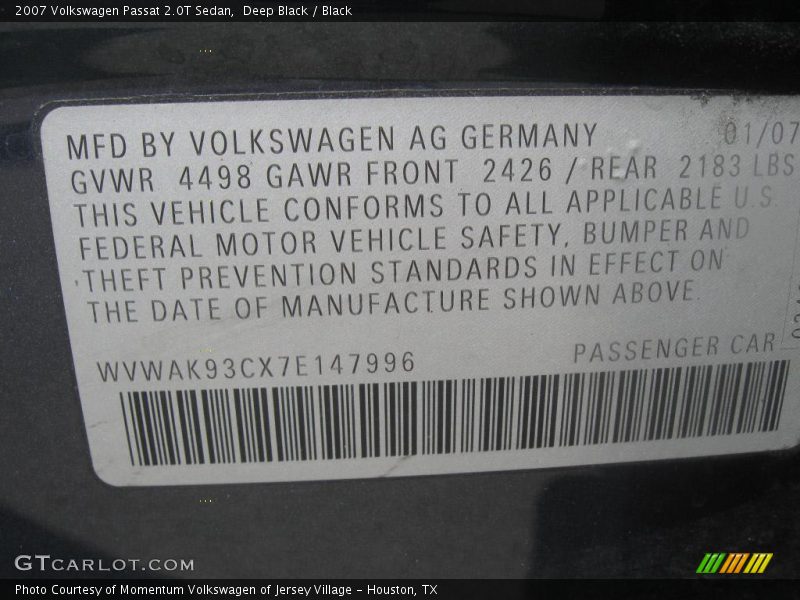 2007 Volkswagen Passat 2.0T Sedan,  Deep Black / Black
MFD BY VOLKSWAGEN AG GERMANY 01/07
GVWR 4498 GAWR FRONT 2426 / REAR 2183 LBS
THIS VEHICLE CONFORMS TO ALL APPLICABLE U.S.
FEDERAL MOTOR VEHICLE SAFETY, BUMPER AND
THEFT PREVENTION STANDARDS IN EFFECT ON
THE DATE OF MANUFACTURE SHOWN ABOVE.
WVWAK93CX7E147996 PASSENGER CAR
GTCARLOT.COM
Photo Courtesy of Momentum Volkswagen of Jersey Village - Houston, TX